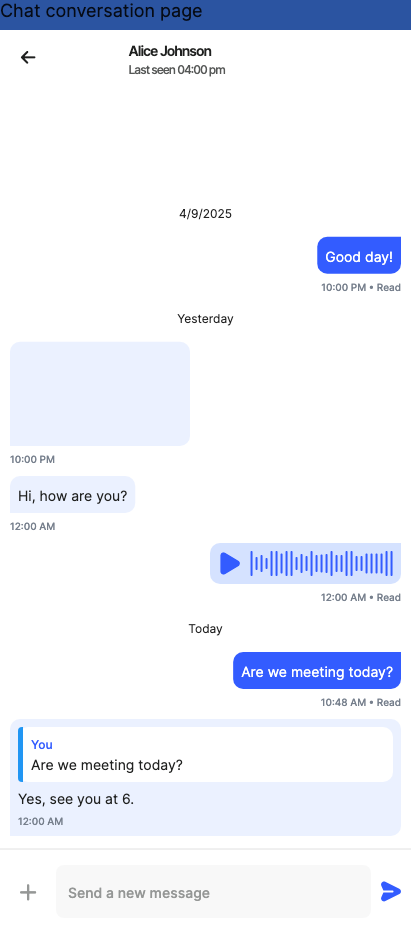 Chat conversation page
Alice Johnson
Last seen 04:00 pm
4/9/2025
Good day!
10:00 PM • Read
Yesterday
10:00 PM
Hi, how are you?
12:00 AM
12:00 AM • Read
Today
Are we meeting today?
10:48 AM • Read
You
Are we meeting today?
Yes, see you at 6.
12:00 AM
Send a new message